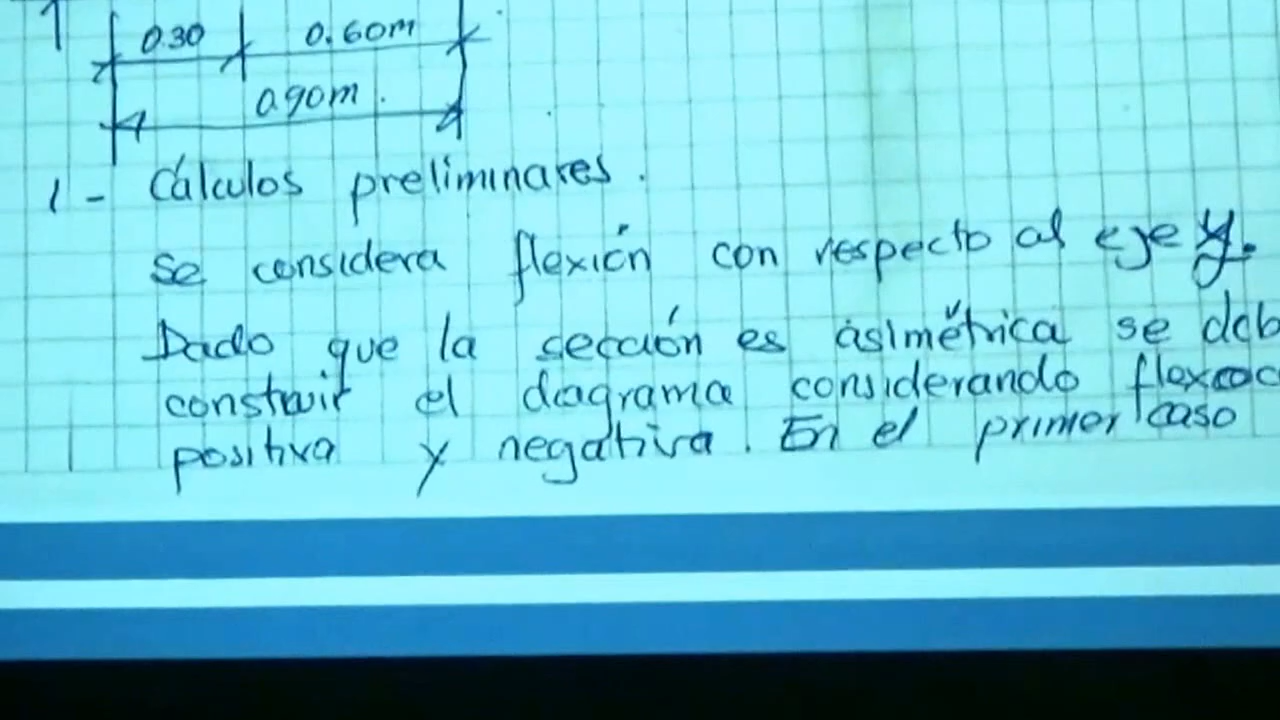 0.30 0.60m
0.90m.
1- Cálculos preliminares.
se considera flexión con respecto al eje y.
Dado que la sección es asimétrica se deb
construir el diagrama considerando
positiva y negativa. En el primer caso